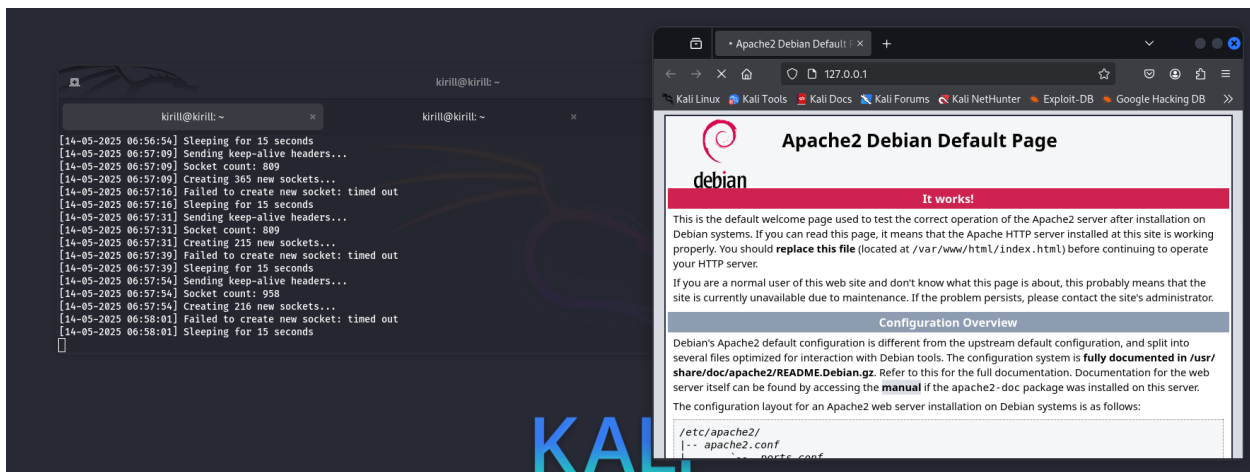 kirill@kirill: ~
kirill@kirill: ~ ×
kirill@kirill: ~ ×
[14-05-2025 06:56:54] Sleeping for 15 seconds
[14-05-2025 06:57:09] Sending keep-alive headers...
[14-05-2025 06:57:09] Socket count: 809
[14-05-2025 06:57:09] Creating 365 new sockets...
[14-05-2025 06:57:16] Failed to create new socket: timed out
[14-05-2025 06:57:16] Sleeping for 15 seconds
[14-05-2025 06:57:31] Sending keep-alive headers...
[14-05-2025 06:57:31] Socket count: 809
[14-05-2025 06:57:31] Creating 215 new sockets...
[14-05-2025 06:57:39] Failed to create new socket: timed out
[14-05-2025 06:57:39] Sleeping for 15 seconds
[14-05-2025 06:57:54] Sending keep-alive headers...
[14-05-2025 06:57:54] Socket count: 958
[14-05-2025 06:57:54] Creating 216 new sockets...
[14-05-2025 06:58:01] Failed to create new socket: timed out
[14-05-2025 06:58:01] Sleeping for 15 seconds
KALI
• Apache2 Debian Default P ×
127.0.0.1
Kali Linux Kali Tools Kali Docs Kali Forums Kali NetHunter Exploit-DB Google Hacking DB
debian
Apache2 Debian Default Page
It works!
This is the default welcome page used to test the correct operation of the Apache2 server after installation on
Debian systems. If you can read this page, it means that the Apache HTTP server installed at this site is working
properly. You should replace this file (located at /var/www/html/index.html) before continuing to operate
your HTTP server.
If you are a normal user of this web site and don't know what this page is about, this probably means that the
site is currently unavailable due to maintenance. If the problem persists, please contact the site's administrator.
Configuration Overview
Debian's Apache2 default configuration is different from the upstream default configuration, and split into
several files optimized for interaction with Debian tools. The configuration system is fully documented in /usr/
share/doc/apache2/README.Debian.gz. Refer to this for the full documentation. Documentation for the web
server itself can be found by accessing the manual if the apache2-doc package was installed on this server.
The configuration layout for an Apache2 web server installation on Debian systems is as follows:
/etc/apache2/
|-- apache2.conf
| `-- ports.conf